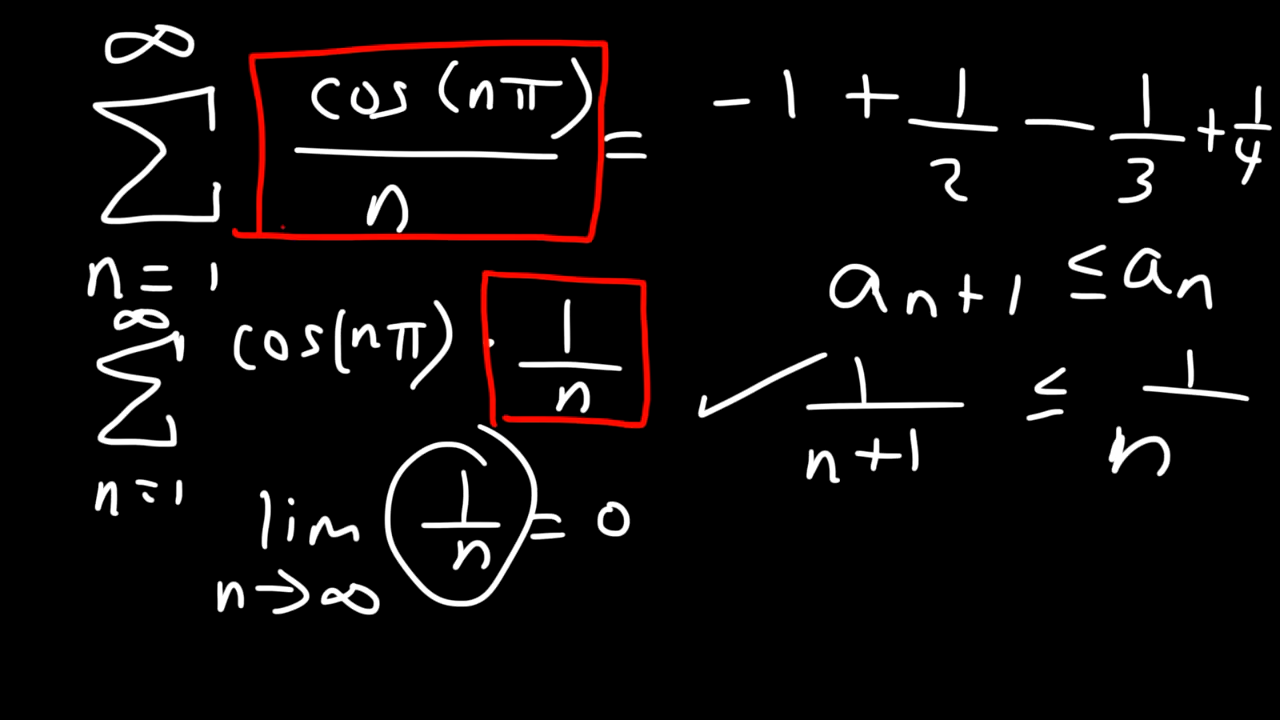 ∞
∑ cos(nπ)/n = -1 + 1/2 - 1/3 + 1/4
n=1
a_{n+1} ≤ a_n
∞
∑ cos(nπ) · 1/n
n=1
✓ 1/(n+1) ≤ 1/n
lim 1/n = 0
n→∞